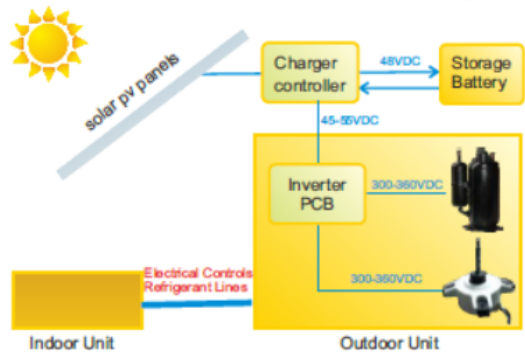 solar pv panels
Charger
controller
48VDC
Storage
Battery
45-55VDC
Inverter
PCB
300-360VDC
300-360VDC
Electrical Controls
Refrigerant Lines
Indoor Unit
Outdoor Unit